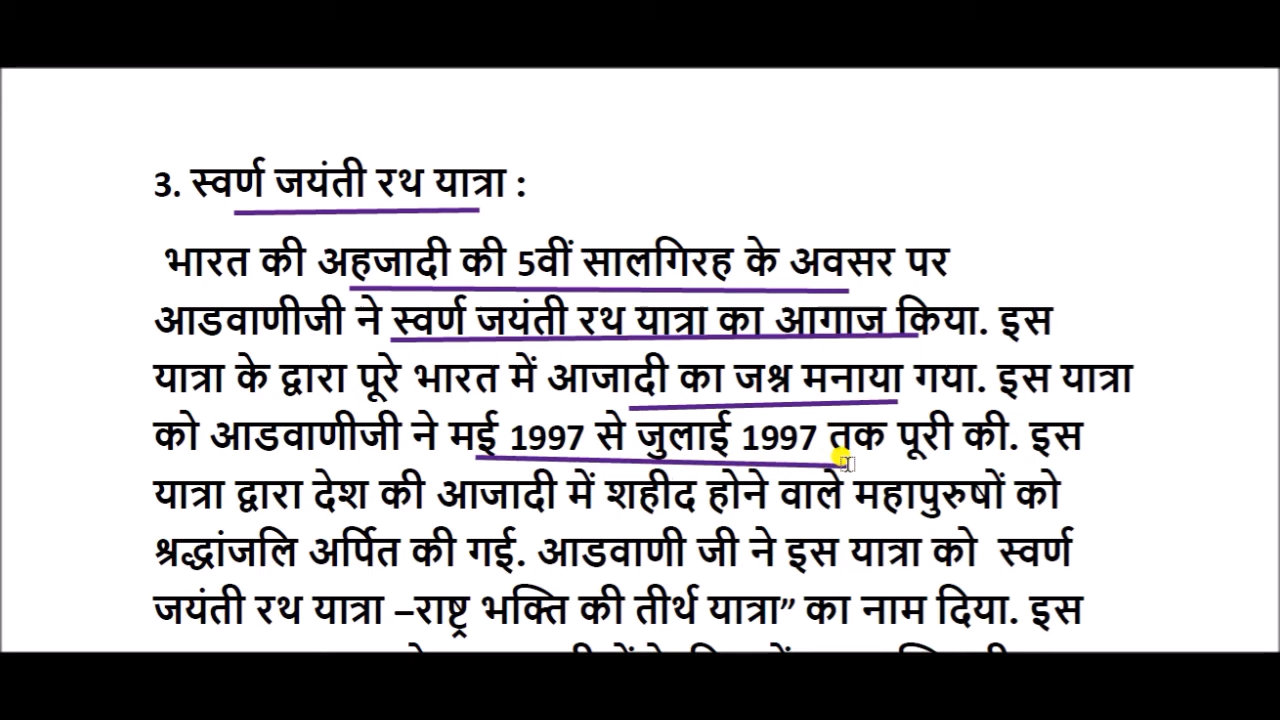 3. स्वर्ण जयंती रथ यात्रा :
भारत की अहजादी की 5वीं सालगिरह के अवसर पर
आडवाणीजी ने स्वर्ण जयंती रथ यात्रा का आगाज किया. इस
यात्रा के द्वारा पूरे भारत में आजादी का जश्न मनाया गया. इस यात्रा
को आडवाणीजी ने मई 1997 से जुलाई 1997 तक पूरी की. इस
यात्रा द्वारा देश की आजादी में शहीद होने वाले महापुरुषों को
श्रद्धांजलि अर्पित की गई. आडवाणी जी ने इस यात्रा को स्वर्ण
जयंती रथ यात्रा –राष्ट्र भक्ति की तीर्थ यात्रा” का नाम दिया. इस